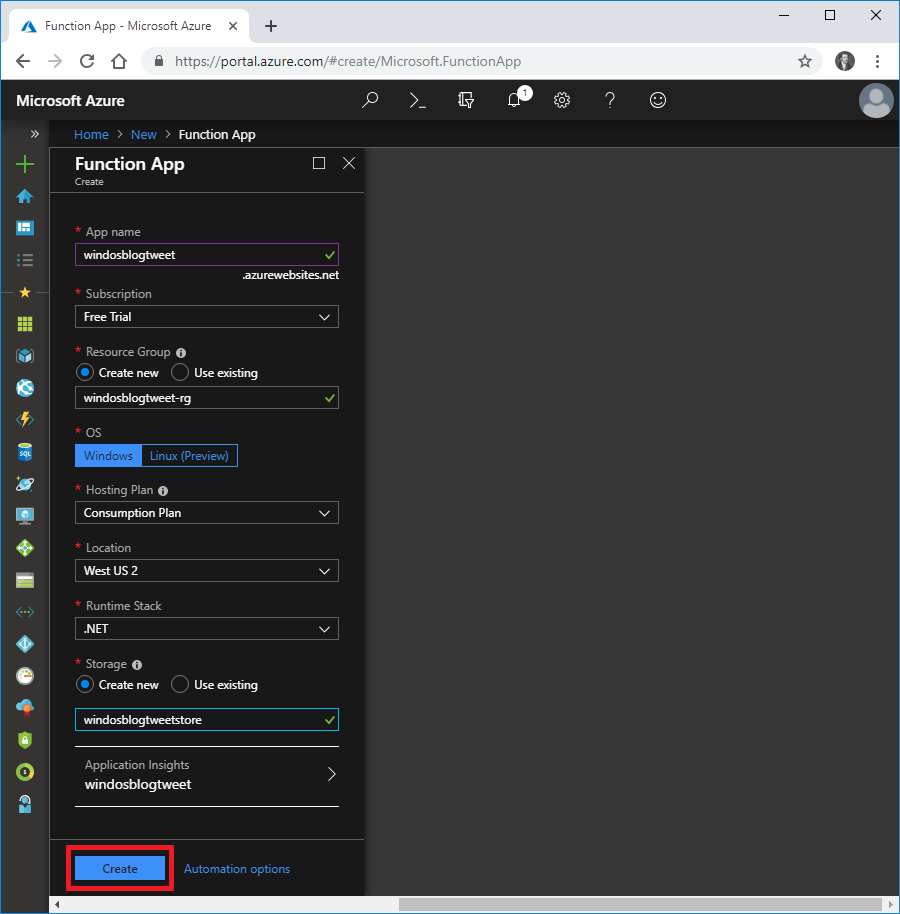 Function App - Microsoft Azure
https://portal.azure.com/#create/Microsoft.FunctionApp
Microsoft Azure
1
Home > New > Function App
Function App
Create
* App name
windosblogtweet
.azurewebsites.net
* Subscription
Free Trial
* Resource Group
Create new Use existing
windosblogtweet-rg
* OS
Windows Linux (Preview)
* Hosting Plan
Consumption Plan
* Location
West US 2
* Runtime Stack
.NET
* Storage
Create new Use existing
windosblogtweetstore
Application Insights
windosblogtweet
Create Automation options
SQL